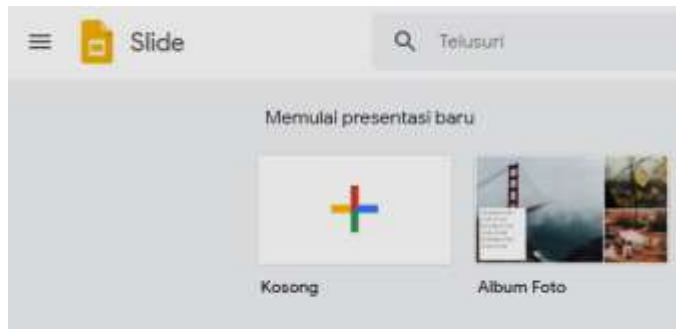 Slide
Telusuri
Memulai presentasi baru
Kosong
Album Foto